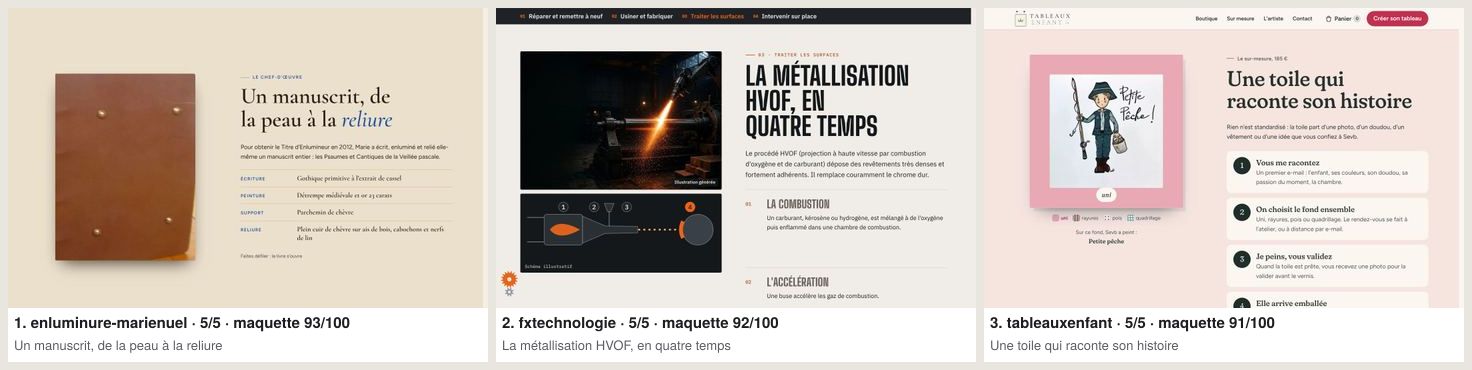 LE CHEF-D'ŒUVRE
Un manuscrit, de
la peau à la reliure
Pour obtenir le Titre d'Enlumineur en 2012, Marie a écrit, enluminé et relié elle-
même un manuscrit entier : les Psaumes et Cantiques de la Veillée pascale.
ÉCRITURE Gothique primitive à l'extrait de cassel
PEINTURE Détrempe médiévale et or 23 carats
SUPPORT Parchemin de chèvre
RELIURE Plein cuir de chèvre sur ais de bois, cabochons et nerfs
de lin
Faites défiler : le livre s'ouvre
1. enluminure-marienuel · 5/5 · maquette 93/100
Un manuscrit, de la peau à la reliure
01 Réparer et remettre à neuf 02 Usiner et fabriquer 03 Traiter les surfaces 04 Intervenir sur place
03 · TRAITER LES SURFACES
LA MÉTALLISATION
HVOF, EN
QUATRE TEMPS
Le procédé HVOF (projection à haute vitesse par combustion
d'oxygène et de carburant) dépose des revêtements très denses et
fortement adhérents. Il remplace couramment le chrome dur.
Illustration générée
1 2 3 4
Schéma illustratif
01 LA COMBUSTION
Un carburant, kérosène ou hydrogène, est mélangé à de l'oxygène
puis enflammé dans une chambre de combustion.
02 L'ACCÉLÉRATION
Une buse accélère les gaz de combustion.
2. fxtechnologie · 5/5 · maquette 92/100
La métallisation HVOF, en quatre temps
TABLEAUX
ENFANT
Boutique Sur mesure L'artiste Contact Panier 0 Créer son tableau
Petite
Pêche !
uni
uni rayures pois quadrillage
Sur ce fond, Sevb a peint :
Petite pêche
Le sur-mesure, 185 €
Une toile qui
raconte son histoire
Rien n'est standardisé : la toile part d'une photo, d'un doudou, d'un
vêtement ou d'une idée que vous confiez à Sevb.
1 Vous me racontez
Un premier e-mail : l'enfant, ses couleurs, son doudou, sa
passion du moment, la chambre.
2 On choisit le fond ensemble
Uni, rayures, pois ou quadrillage. Le rendez-vous se fait à
l'atelier, ou à distance par e-mail.
3 Je peins, vous validez
Quand la toile est prête, vous recevez une photo pour la
valider avant le vernis.
4 Elle arrive emballée
3. tableauxenfant · 5/5 · maquette 91/100
Une toile qui raconte son histoire